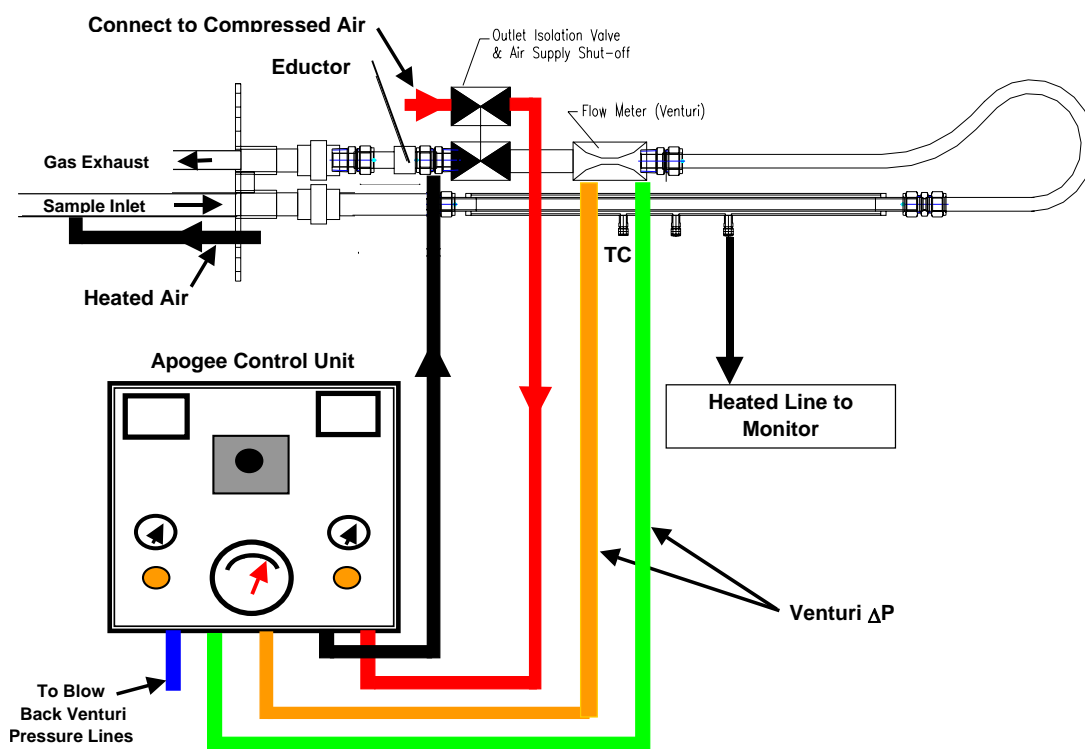 Connect to Compressed Air
Outlet Isolation Valve
& Air Supply Shut-off
Eductor
Flow Meter (Venturi)
Gas Exhaust
Sample Inlet
TC
Heated Air
Apogee Control Unit
Heated Line to
Monitor
Venturi ΔP
To Blow
Back Venturi
Pressure Lines